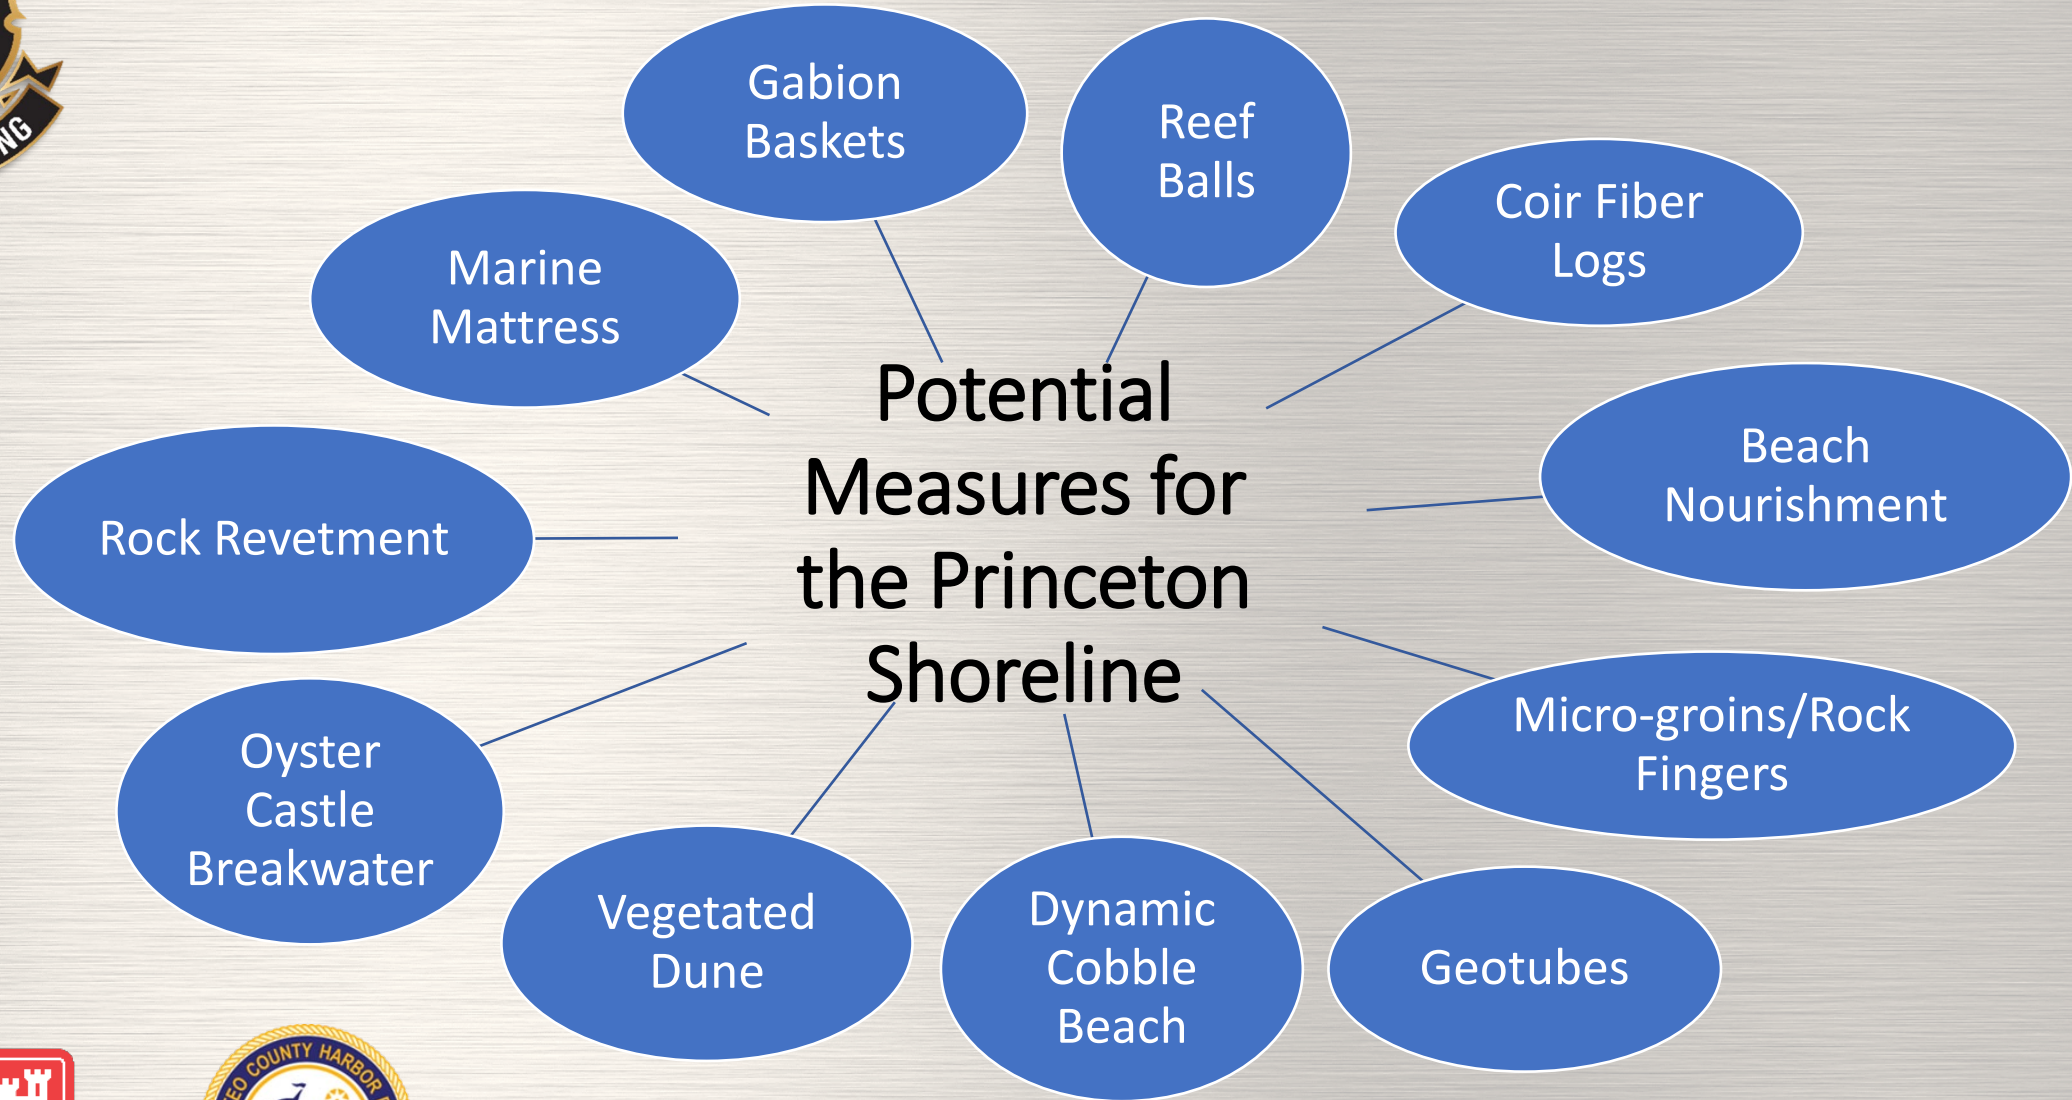 Gabion
Baskets
Reef
Balls
Coir Fiber
Logs
Marine
Mattress
Potential
Measures for
the Princeton
Shoreline
Beach
Nourishment
Rock Revetment
Micro-groins/Rock
Fingers
Oyster
Castle
Breakwater
Vegetated
Dune
Dynamic
Cobble
Beach
Geotubes
COUNTY